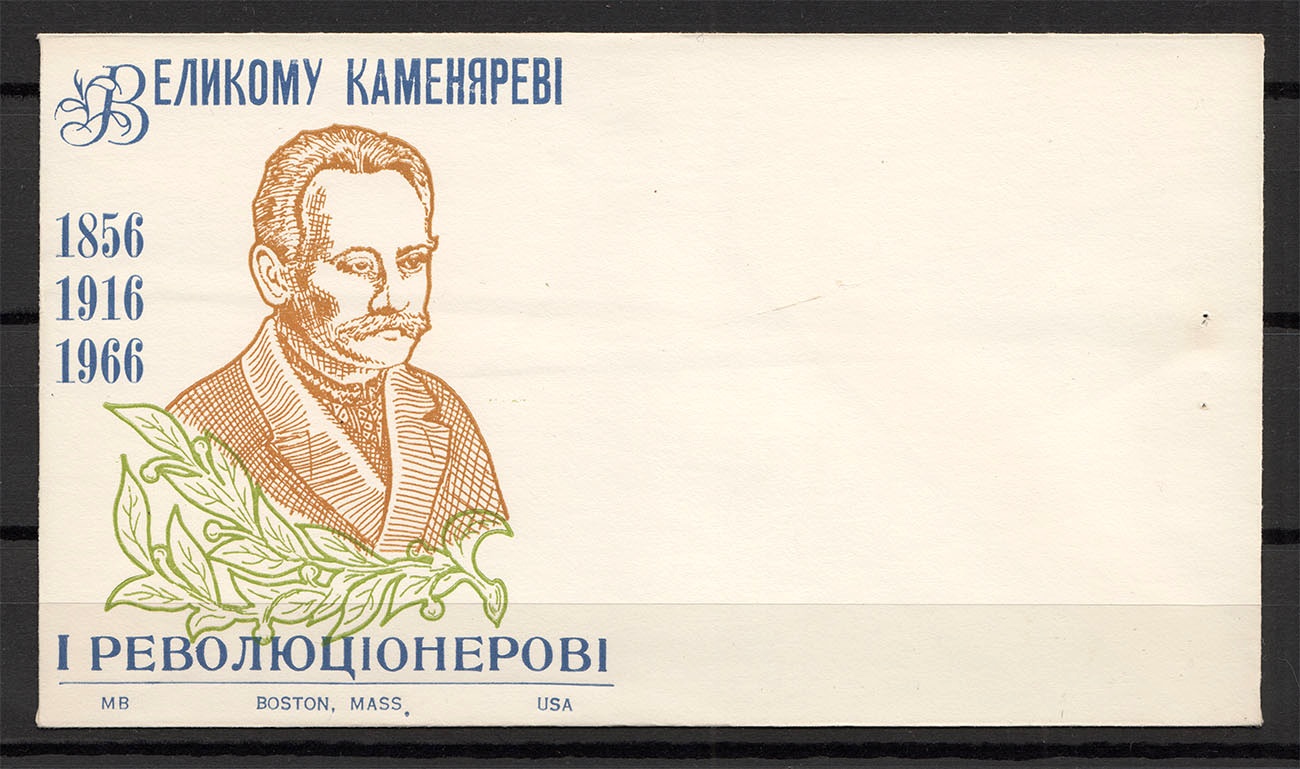 ВЕЛИКОМУ КАМЕНЯРЕВІ
1856
1916
1966
І РЕВОЛЮЦІОНЕРОВІ
MB BOSTON, MASS. USA